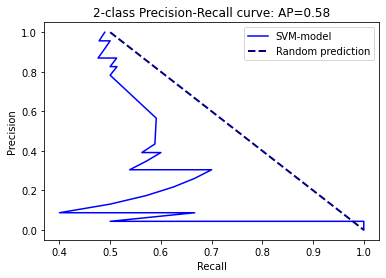 2-class Precision-Recall curve: AP=0.58
SVM-model
Random prediction
Precision
1.0
0.8
0.6
0.4
0.2
0.0
0.4 0.5 0.6 0.7 0.8 0.9 1.0
Recall